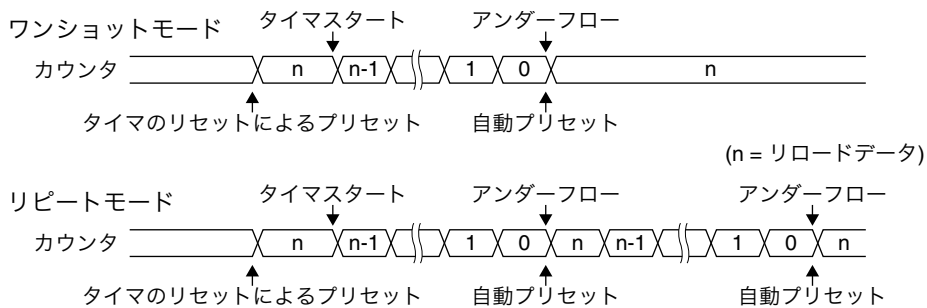 ワンショットモード
タイマスタート アンダーフロー
カウンタ n n-1 1 0 n
タイマのリセットによるプリセット 自動プリセット
(n = リロードデータ)
リピートモード
タイマスタート アンダーフロー アンダーフロー
カウンタ n n-1 1 0 n n-1 1 0 n
タイマのリセットによるプリセット 自動プリセット 自動プリセット